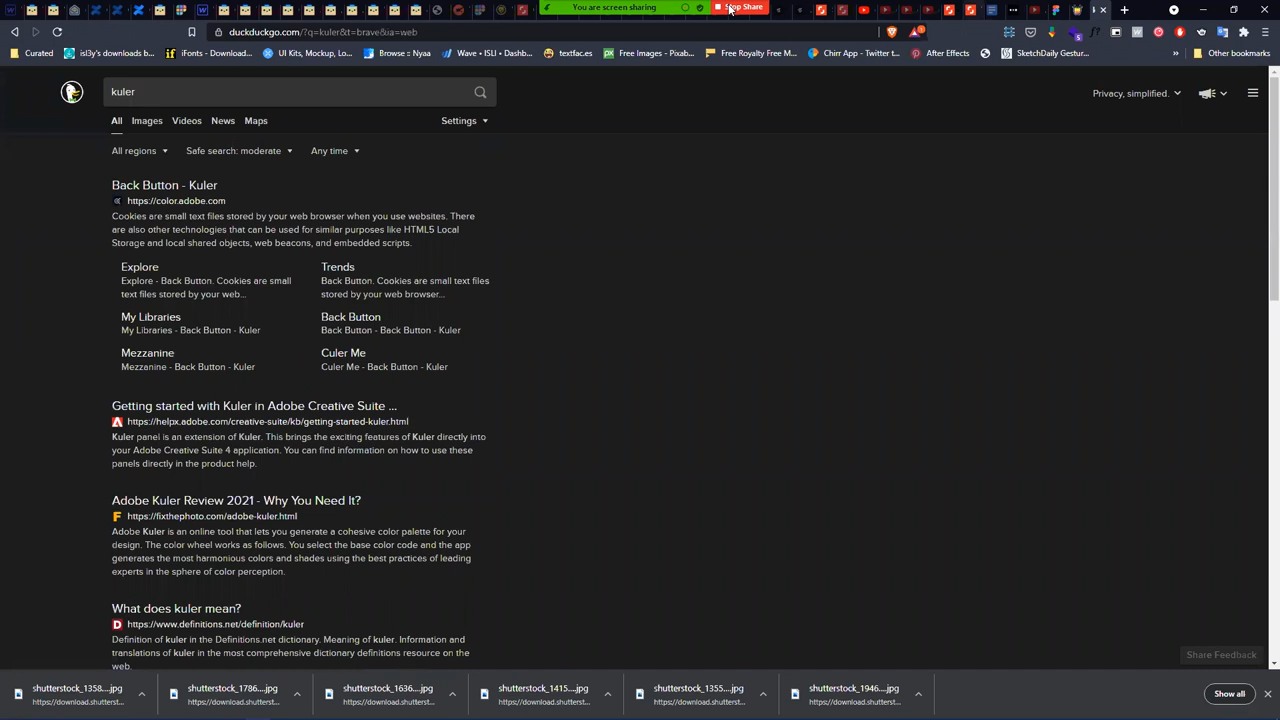 You are screen sharing
Stop Share
duckduckgo.com/?q=kuler&t=brave&ia=web
Curated
isl3y's downloads b...
iFonts - Downlond...
UI Kits, Mockup, Lo...
Browse :: Nyaa
Wave • ISLI • Dashb...
textfac.es
Free Images - Pixab...
Free Royalty Free M...
Chirr App - Twitter t...
After Effects
SketchDaily Gestur...
Other bookmarks
kuler
Privacy, simplified.
All Images Videos News Maps Settings
All regions Safe search: moderate Any time
Back Button - Kuler
https://color.adobe.com
Cookies are small text files stored by your web browser when you use websites. There
are also other technologies that can be used for similar purposes like HTML5 Local
Storage and local shared objects, web beacons, and embedded scripts.
Explore
Explore - Back Button. Cookies are small
text files stored by your web...
Trends
Back Button. Cookies are small text files
stored by your web browser...
My Libraries
My Libraries - Back Button - Kuler
Back Button
Back Button - Back Button - Kuler
Mezzanine
Mezzanine - Back Button - Kuler
Culer Me
Culer Me - Back Button - Kuler
Getting started with Kuler in Adobe Creative Suite ...
https://helpx.adobe.com/creative-suite/kb/getting-started-kuler.html
Kuler panel is an extension of Kuler. This brings the exciting features of Kuler directly into
your Adobe Creative Suite 4 application. You can find information on how to use these
panels directly in the product help.
Adobe Kuler Review 2021 - Why You Need It?
https://fixthephoto.com/adobe-kuler.html
Adobe Kuler is an online tool that lets you generate a cohesive color palette for your
design. The color wheel works as follows. You select the base color code and the app
generates the most harmonious colors and shades using the best practices of leading
experts in the sphere of color perception.
What does kuler mean?
https://www.definitions.net/definition/kuler
Definition of kuler in the Definitions.net dictionary. Meaning of kuler. Information and
translations of kuler in the most comprehensive dictionary definitions resource on the
web.
Share Feedback
shutterstock_1358....jpg
https://download.shutterst...
shutterstock_1786....jpg
https://download.shutterst...
shutterstock_1636....jpg
https://download.shutterst...
shutterstock_1415....jpg
https://download.shutterst...
shutterstock_1355....jpg
https://download.shutterst...
shutterstock_1946....jpg
https://download.shutterst...
Show all